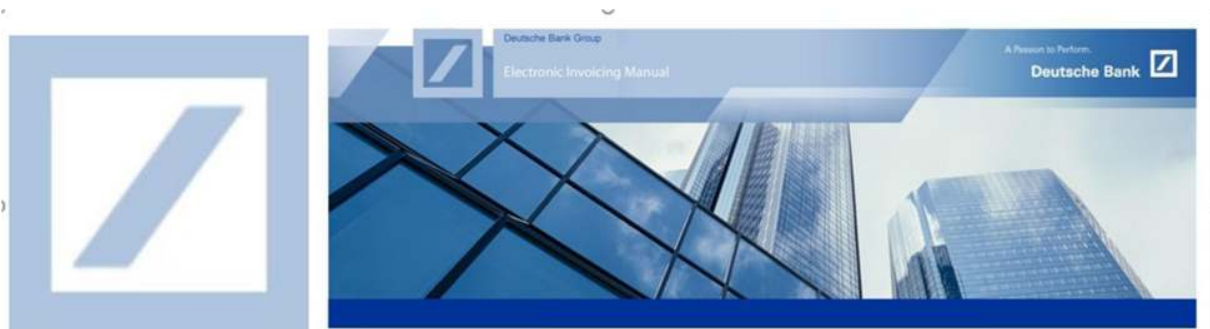 Deutsche Bank Group
Electronic Invoicing Manual
A Passion to Perform.
Deutsche Bank